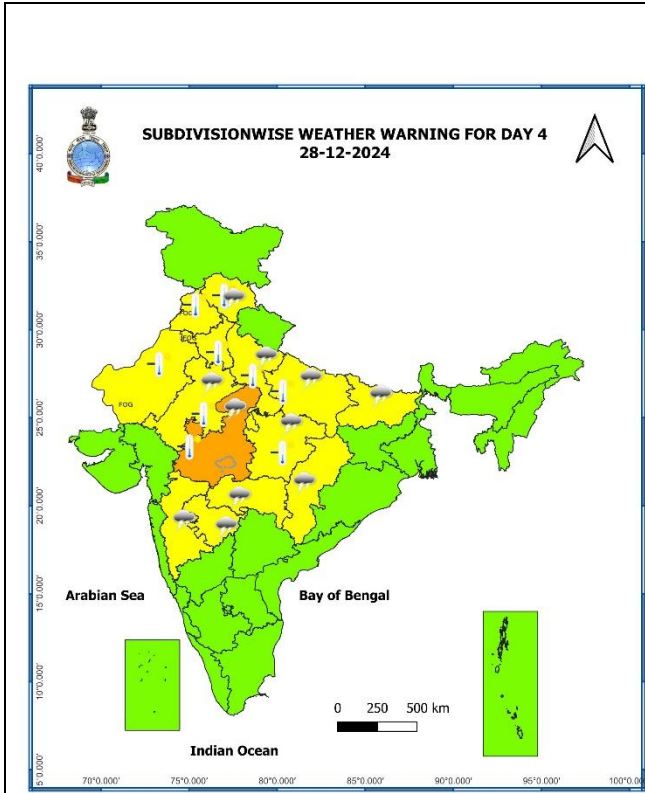 SUBDIVISIONWISE WEATHER WARNING FOR DAY 4
28-12-2024
40°0.000'
35°0.000'
30°0.000'
25°0.000'
20°0.000'
15°0.000'
10°0.000'
5°0.000'
FOG
Arabian Sea
Bay of Bengal
0 250 500 km
Indian Ocean
70°0.000' 75°0.000' 80°0.000' 85°0.000' 90°0.000' 95°0.000' 100°0.000'